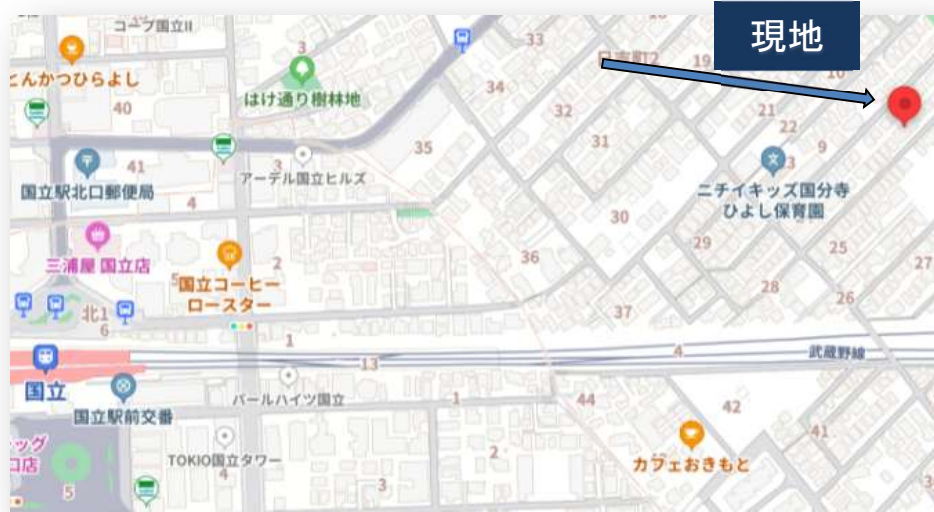 コープ国立II
33
現地
3
日吉町2
19
10
とんかつひらよし
34
はけ通り樹林地
40
32
21
22
31
9
35
41
3
アーデル国立ヒルズ
国立駅北口郵便局
4
ニチイキッズ国分寺
ひよし保育園
30
三浦屋 国立店
2
36
29
25
5
国立コーヒー
ロースター
27
28
26
北1
6
37
1
13
4
武蔵野線
国立
国立駅前交番
パールハイツ国立
1
44
42
41
TOKIO国立タワー
4
2
カフェおきもと
ッグ
口店
5
3